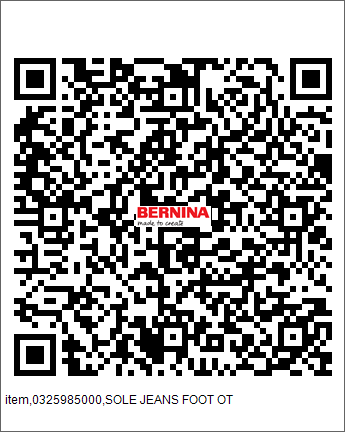 BERNINA
made to create
item,0325985000,SOLE JEANS FOOT OT